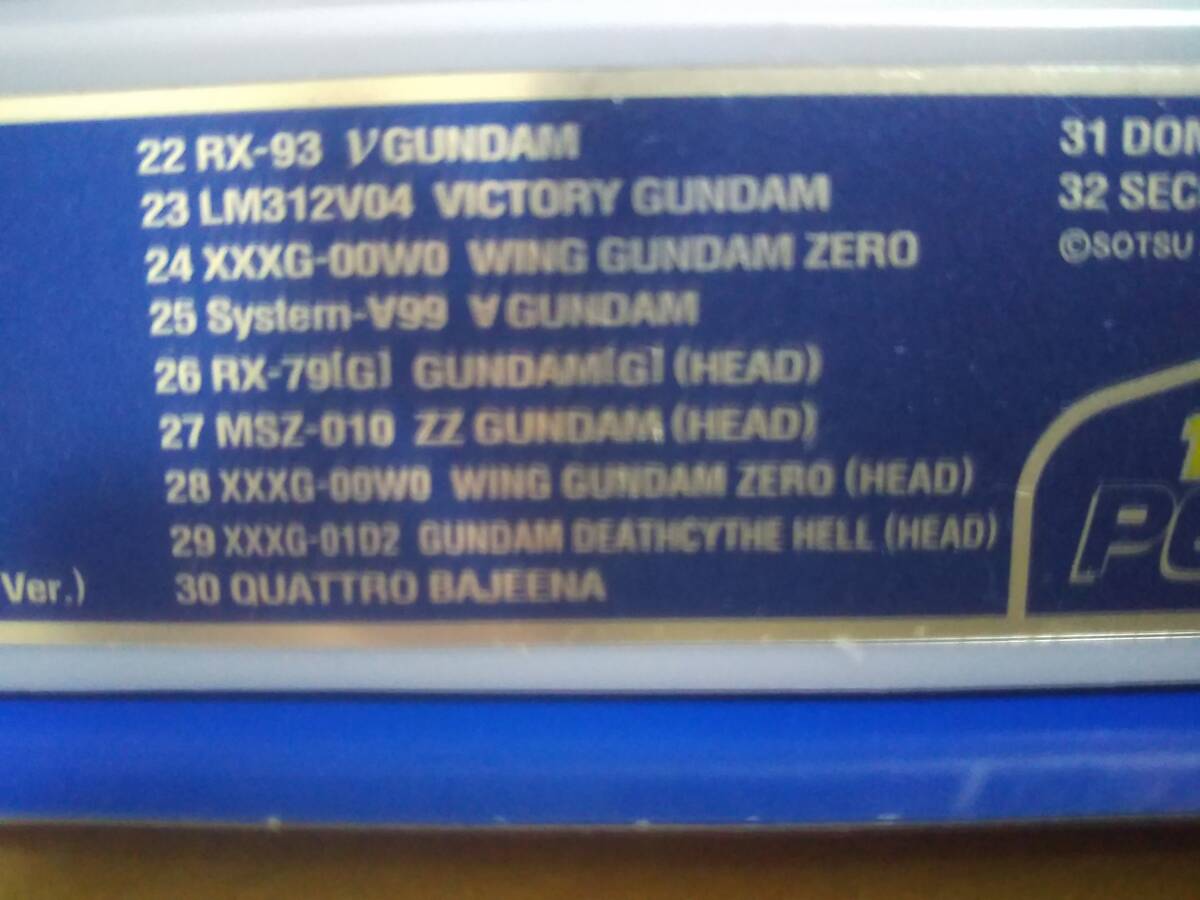 22 RX-93 νGUNDAM
23 LM312V04 VICTORY GUNDAM
24 XXXG-00W0 WING GUNDAM ZERO
25 System-∀99 ∀GUNDAM
26 RX-79[G] GUNDAM[G] (HEAD)
27 MSZ-010 ZZ GUNDAM (HEAD)
28 XXXG-00W0 WING GUNDAM ZERO (HEAD)
29 XXXG-01D2 GUNDAM DEATHCYTHE HELL (HEAD)
Ver.) 30 QUATTRO BAJEENA
31 DOM
32 SEC
©SOTSU